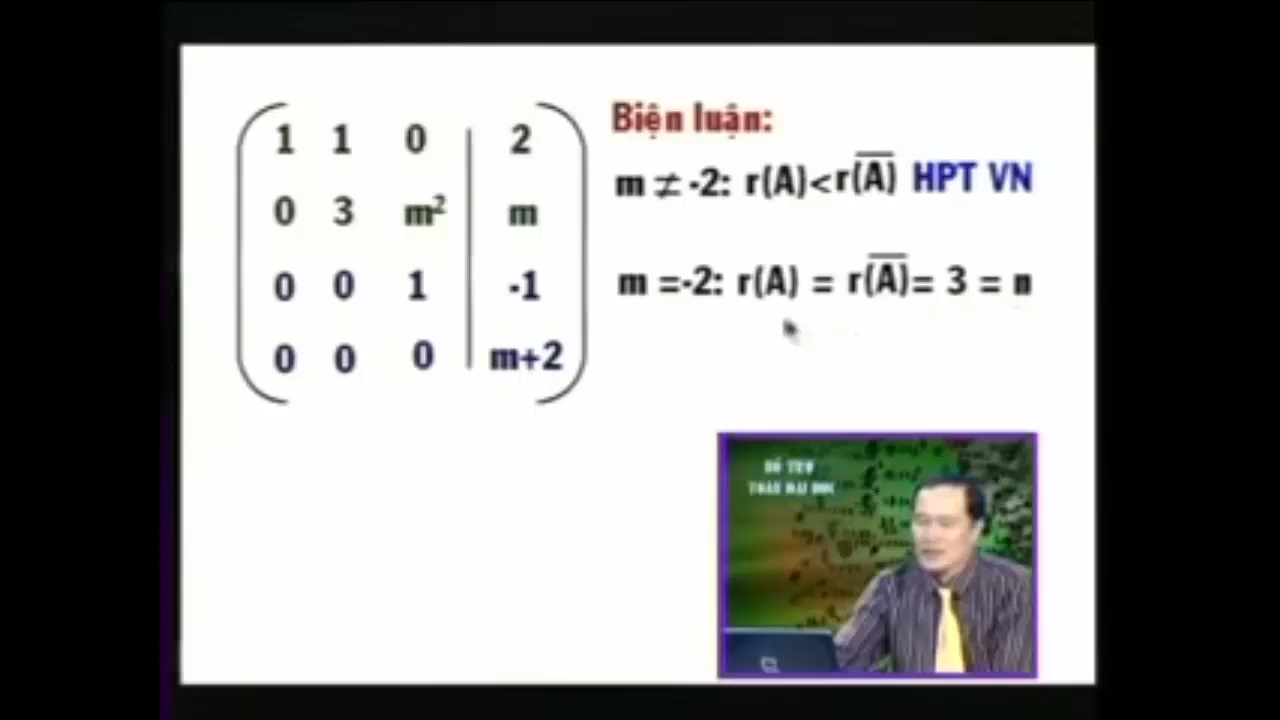 1 1 0 2
0 3 m² m
0 0 1 -1
0 0 0 m+2
Biện luận:
m ≠ -2: r(A)<r(A̅) HPT VN
m =-2: r(A) = r(A̅)= 3 = n